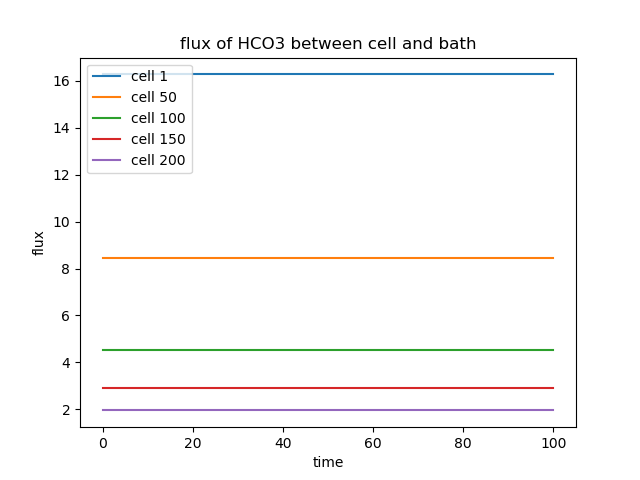 flux of HCO3 between cell and bath
cell 1
cell 50
cell 100
cell 150
cell 200
16
14
12
10
8
6
4
2
flux
0 20 40 60 80 100
time